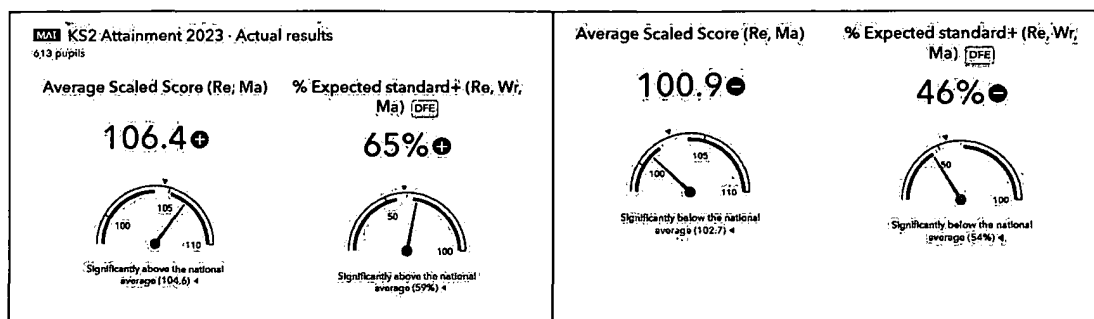 MAT KS2 Attainment 2023 · Actual results
613 pupils
Average Scaled Score (Re, Ma)
106.4 +
100
105
110
Significantly above the national
average (104.6) ◄
% Expected standard+ (Re, Wr,
Ma) DFE
65% +
50
100
Significantly above the national
average (59%) ◄
Average Scaled Score (Re, Ma)
100.9 −
100
105
110
Significantly below the national
average (102.7) ◄
% Expected standard+ (Re, Wr,
Ma) DFE
46% −
50
100
Significantly below the national
average (54%) ◄